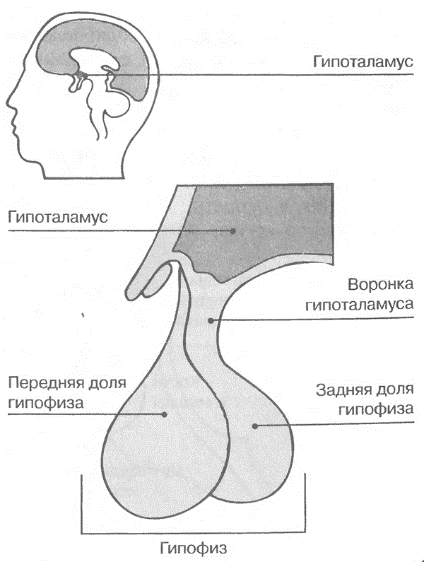 Гипоталамус
Гипоталамус
Воронка
гипоталамуса
Передняя доля
гипофиза
Задняя доля
гипофиза
Гипофиз